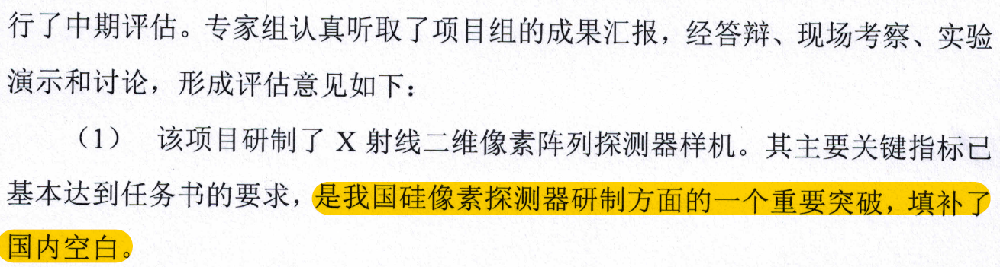 行了中期评估。专家组认真听取了项目组的成果汇报，经答辩、现场考察、实验
演示和讨论，形成评估意见如下：
（1） 该项目研制了 X 射线二维像素阵列探测器样机。其主要关键指标已
基本达到任务书的要求，是我国硅像素探测器研制方面的一个重要突破，填补了
国内空白。